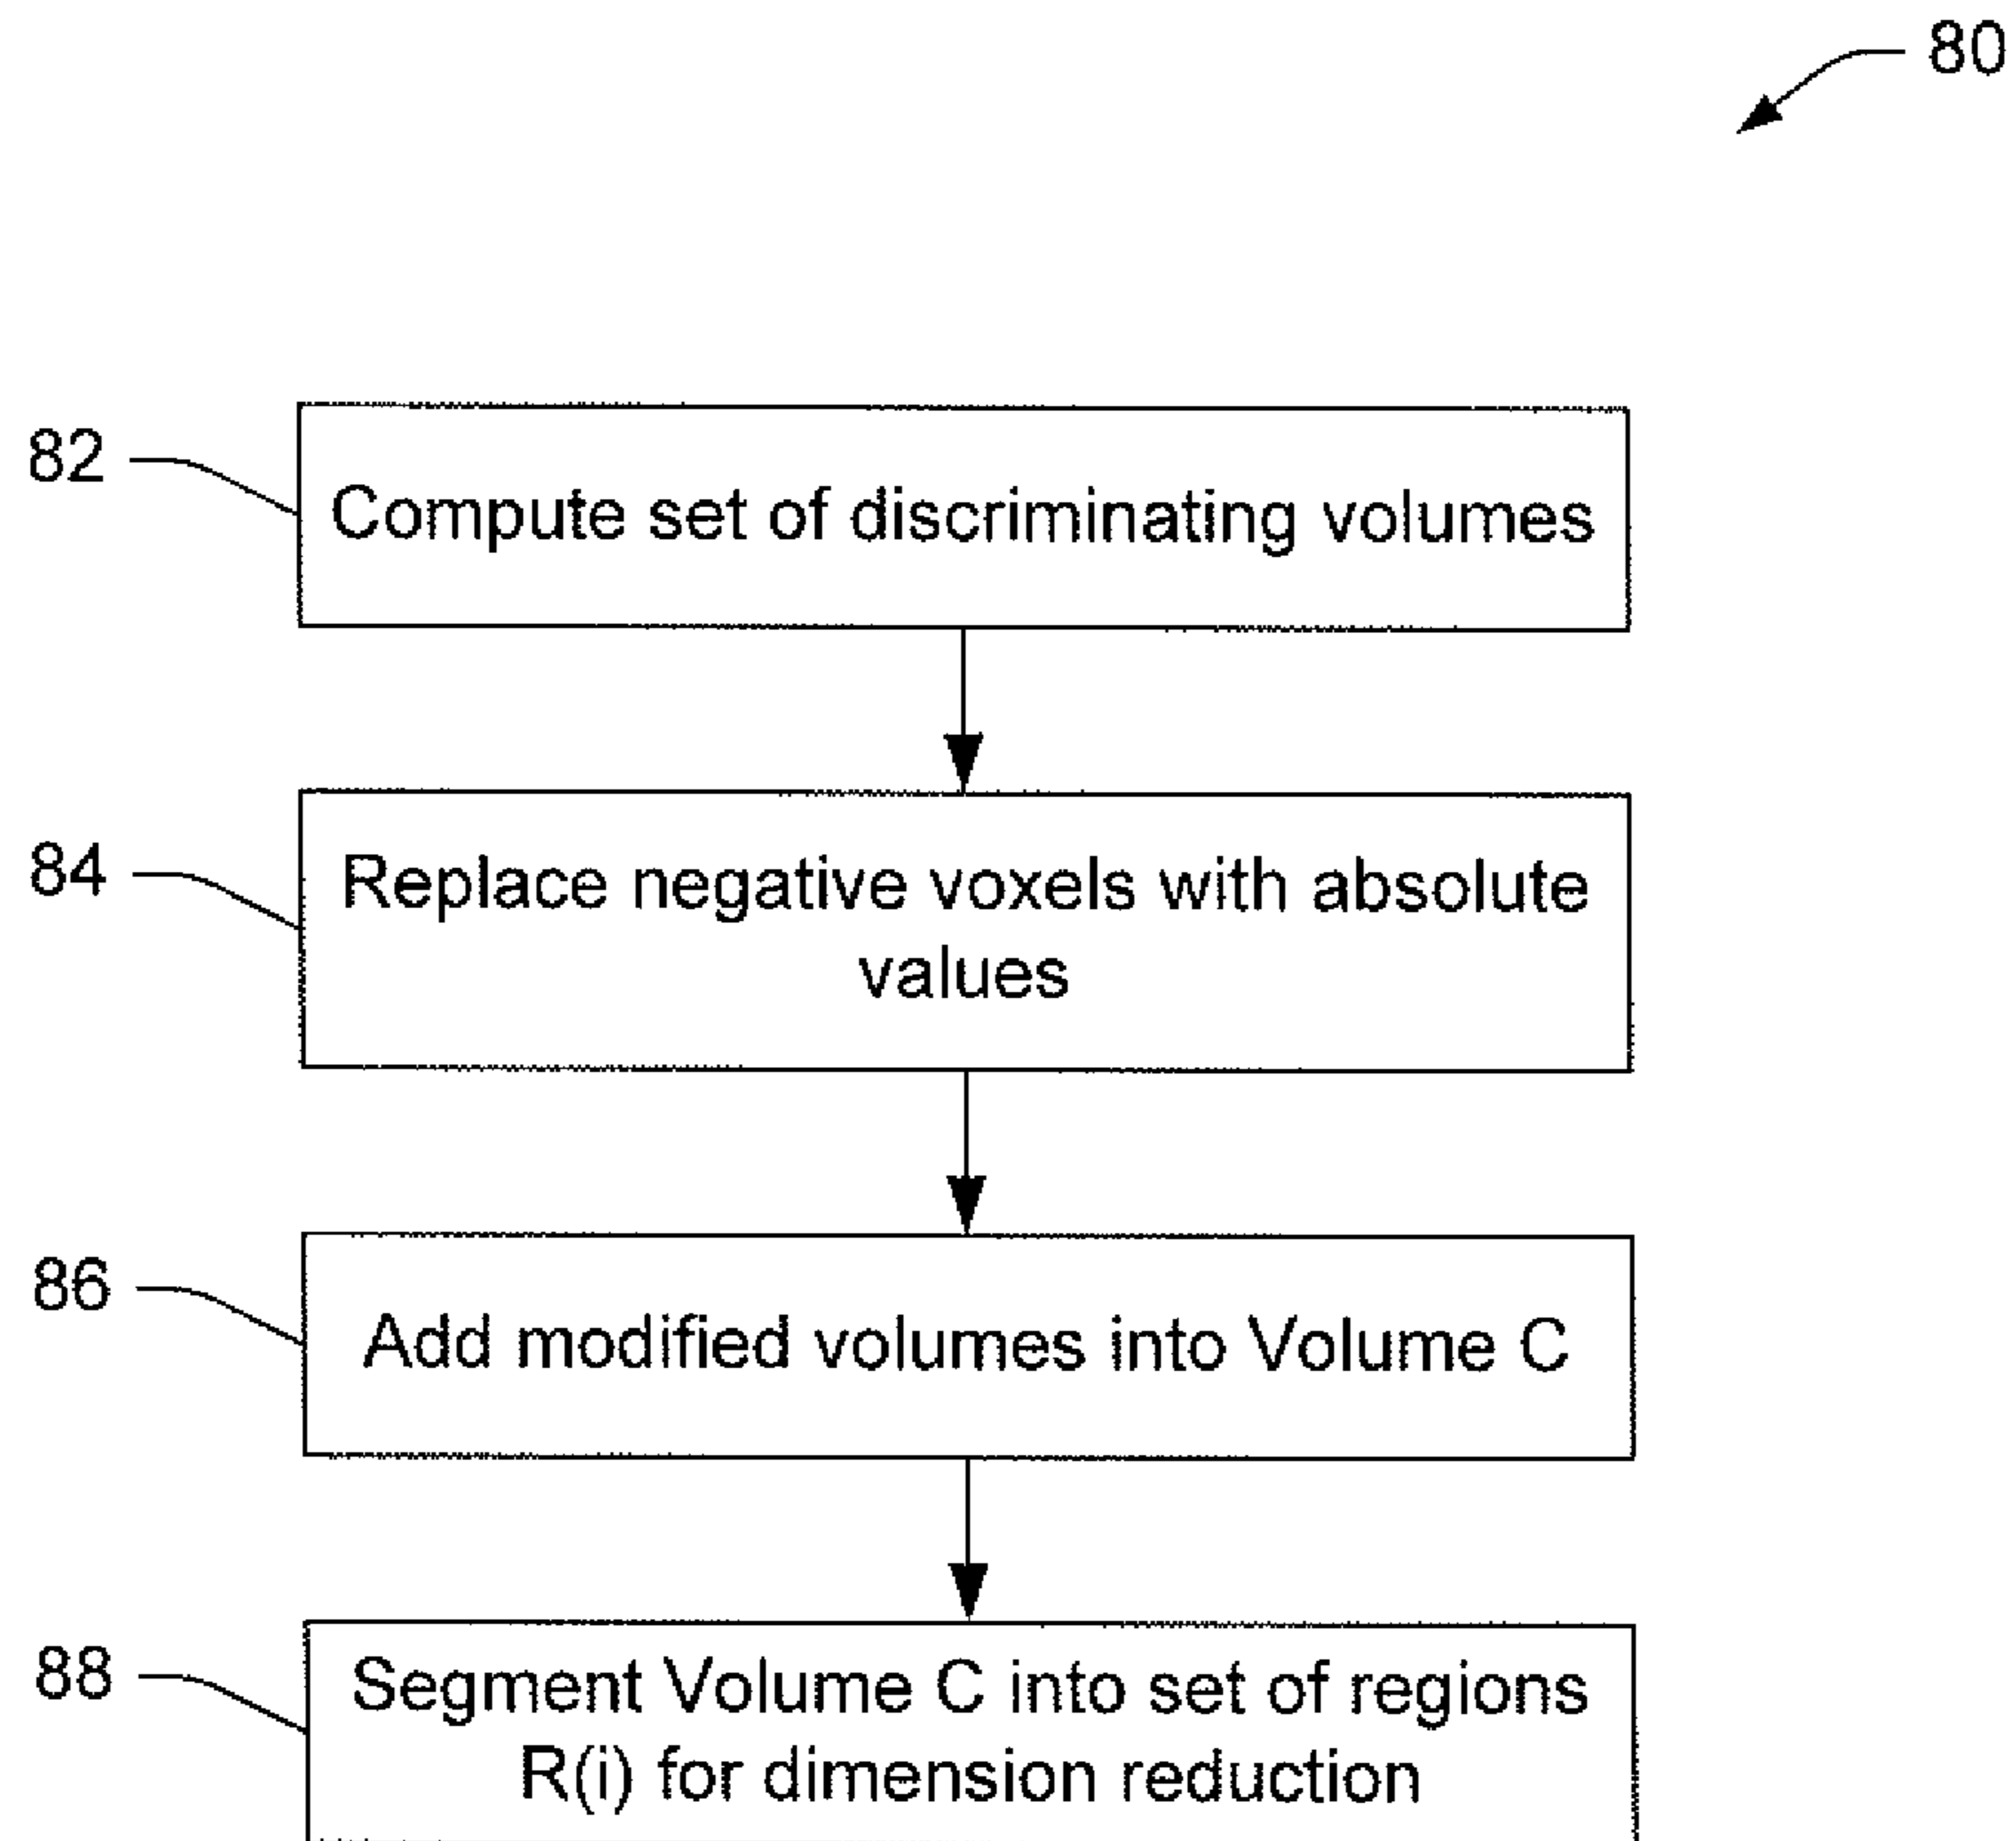 80
82
Compute set of discriminating volumes
84
Replace negative voxels with absolute
values
86
Add modified volumes into Volume C
88
Segment Volume C into set of regions
R(i) for dimension reduction